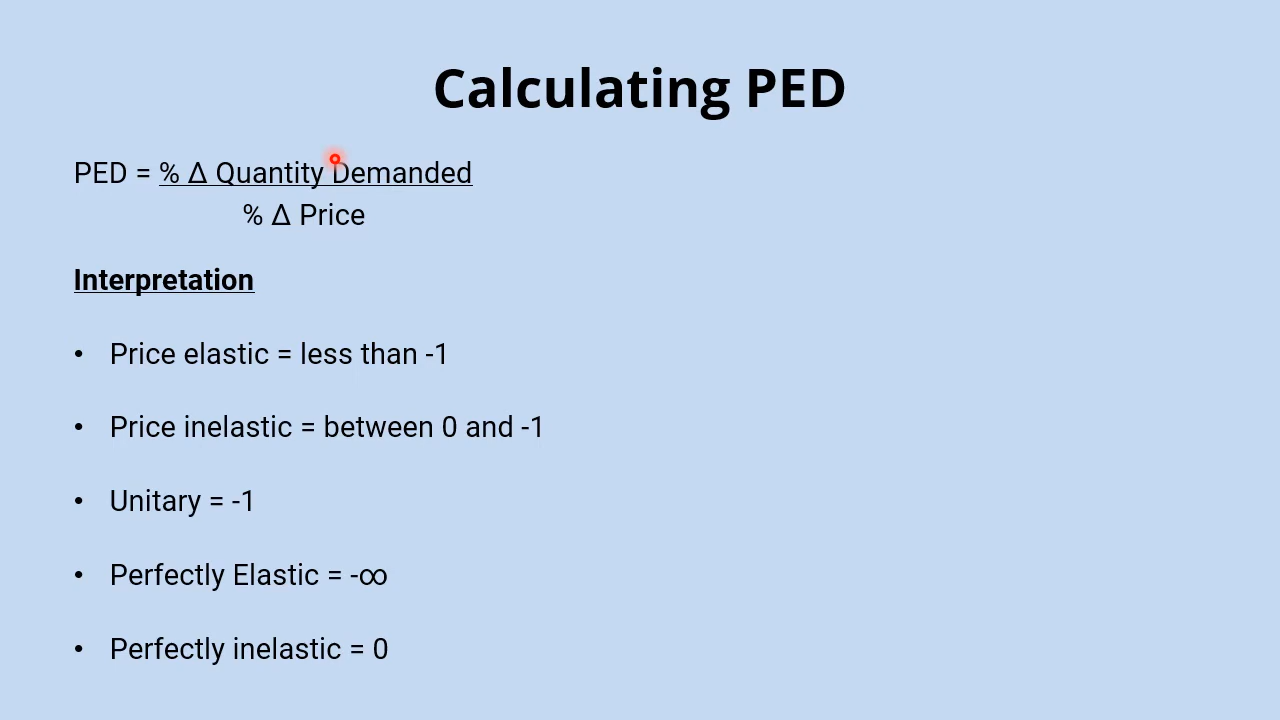 Calculating PED
PED = % Δ Quantity Demanded
% Δ Price
Interpretation
• Price elastic = less than -1
• Price inelastic = between 0 and -1
• Unitary = -1
• Perfectly Elastic = -∞
• Perfectly inelastic = 0